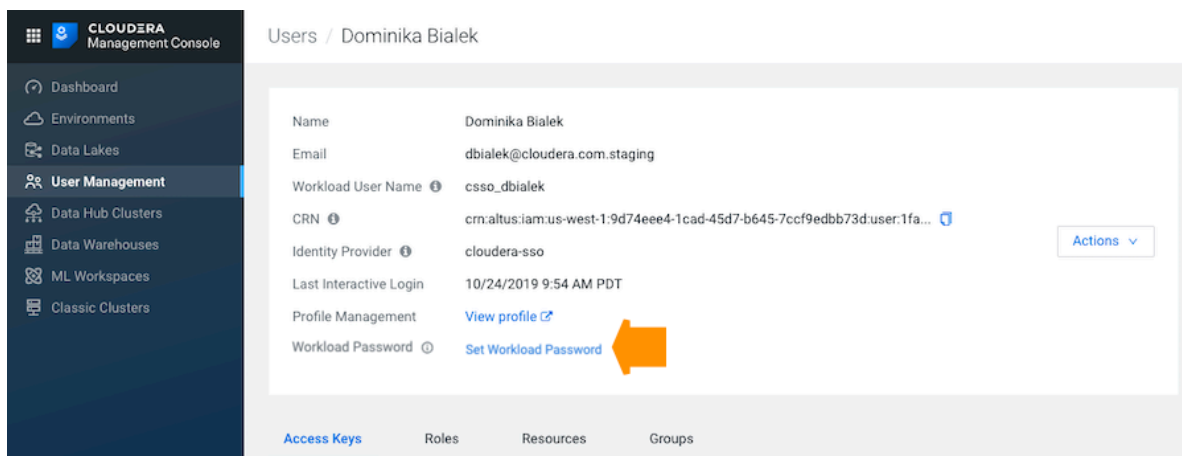 CLOUDERA
Management Console
Users / Dominika Bialek
Dashboard
Environments
Data Lakes
User Management
Data Hub Clusters
Data Warehouses
ML Workspaces
Classic Clusters
Name Dominika Bialek
Email dbialek@cloudera.com.staging
Workload User Name csso_dbialek
CRN crn:altus:iam:us-west-1:9d74eee4-1cad-45d7-b645-7ccf9edbb73d:user:1fa...
Identity Provider cloudera-sso
Last Interactive Login 10/24/2019 9:54 AM PDT
Profile Management View profile
Workload Password Set Workload Password
Actions
Access Keys Roles Resources Groups